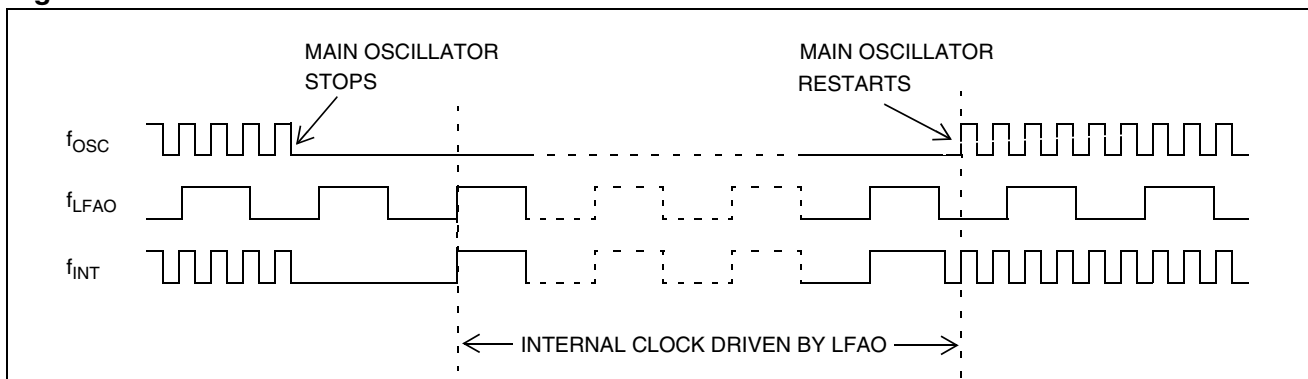 MAIN OSCILLATOR
STOPS
MAIN OSCILLATOR
RESTARTS
fOSC
fLFAO
fINT
INTERNAL CLOCK DRIVEN BY LFAO